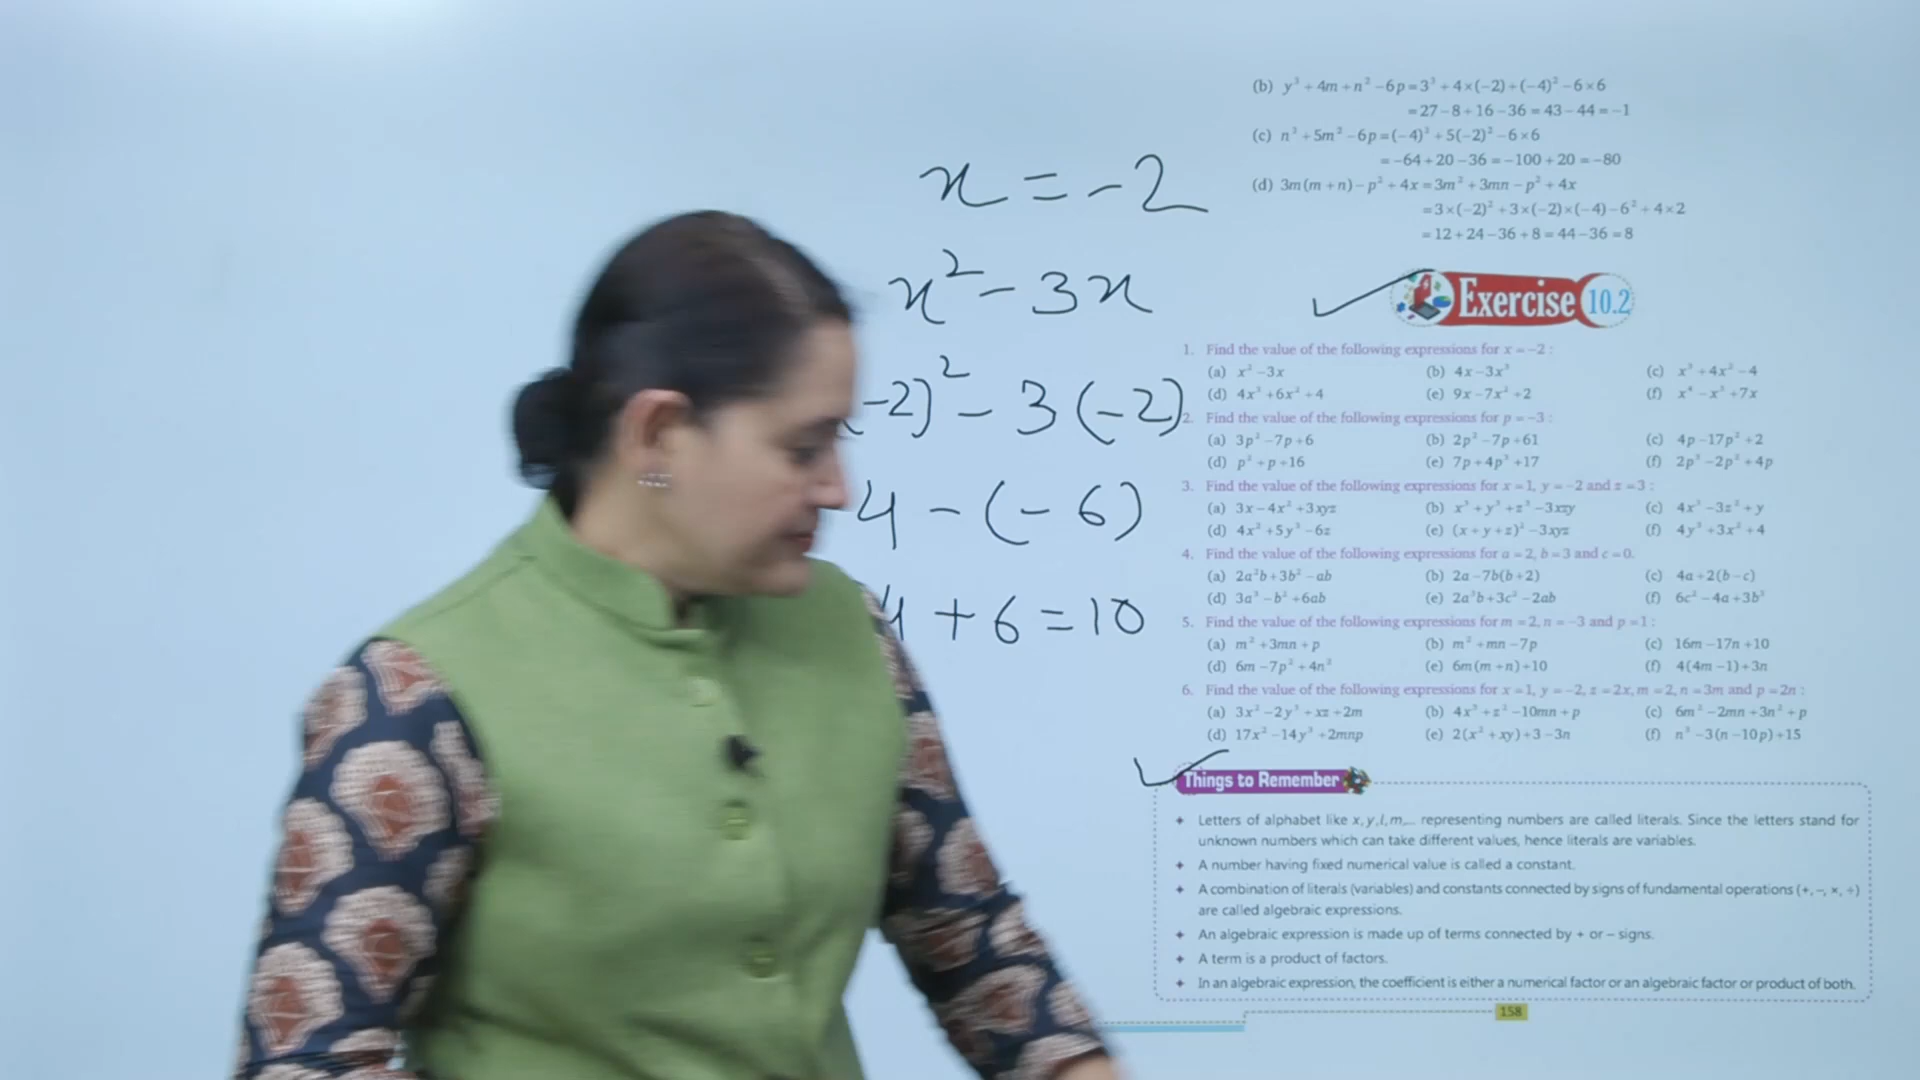 x = -2
x² - 3x
-2)² - 3(-2)
4 - (-6)
4 + 6 = 10
(b) y³ + 4m + n² - 6p = 3³ + 4×(-2) + (-4)² - 6×6
= 27 - 8 + 16 - 36 = 43 - 44 = -1
(c) n³ + 5m² - 6p = (-4)³ + 5(-2)² - 6×6
= -64 + 20 - 36 = -100 + 20 = -80
(d) 3m(m + n) - p² + 4x = 3m² + 3mn - p² + 4x
= 3×(-2)² + 3×(-2)×(-4) - 6² + 4×2
= 12 + 24 - 36 + 8 = 44 - 36 = 8
Exercise 10.2
1. Find the value of the following expressions for x = -2 :
(a) x² - 3x (b) 4x - 3x³ (c) x³ + 4x² - 4
(d) 4x³ + 6x² + 4 (e) 9x - 7x² + 2 (f) x⁴ - x³ + 7x
2. Find the value of the following expressions for p = -3 :
(a) 3p² - 7p + 6 (b) 2p² - 7p + 61 (c) 4p - 17p² + 2
(d) p² + p + 16 (e) 7p + 4p³ + 17 (f) 2p³ - 2p² + 4p
3. Find the value of the following expressions for x = 1, y = -2 and z = 3 :
(a) 3x - 4x² + 3xyz (b) x³ + y³ + z³ - 3xzy (c) 4x³ - 3z² + y
(d) 4x² + 5y³ - 6z (e) (x + y + z)² - 3xyz (f) 4y³ + 3x² + 4
4. Find the value of the following expressions for a = 2, b = 3 and c = 0.
(a) 2a²b + 3b² - ab (b) 2a - 7b(b + 2) (c) 4a + 2(b - c)
(d) 3a³ - b² + 6ab (e) 2a³b + 3c² - 2ab (f) 6c² - 4a + 3b³
5. Find the value of the following expressions for m = 2, n = -3 and p = 1 :
(a) m² + 3mn + p (b) m² + mn - 7p (c) 16m - 17n + 10
(d) 6m - 7p² + 4n² (e) 6m(m + n) + 10 (f) 4(4m - 1) + 3n
6. Find the value of the following expressions for x = 1, y = -2, z = 2x, m = 2, n = 3m and p = 2n :
(a) 3x² - 2y³ + xz + 2m (b) 4x³ + z² - 10mn + p (c) 6m² - 2mn + 3n² + p
(d) 17x² - 14y³ + 2mnp (e) 2(x² + xy) + 3 - 3n (f) n³ - 3(n - 10p) + 15
Things to Remember
Letters of alphabet like x, y, l, m,... representing numbers are called literals. Since the letters stand for
unknown numbers which can take different values, hence literals are variables.
A number having fixed numerical value is called a constant.
A combination of literals (variables) and constants connected by signs of fundamental operations (+, -, ×, ÷)
are called algebraic expressions.
An algebraic expression is made up of terms connected by + or – signs.
A term is a product of factors.
In an algebraic expression, the coefficient is either a numerical factor or an algebraic factor or product of both.
158